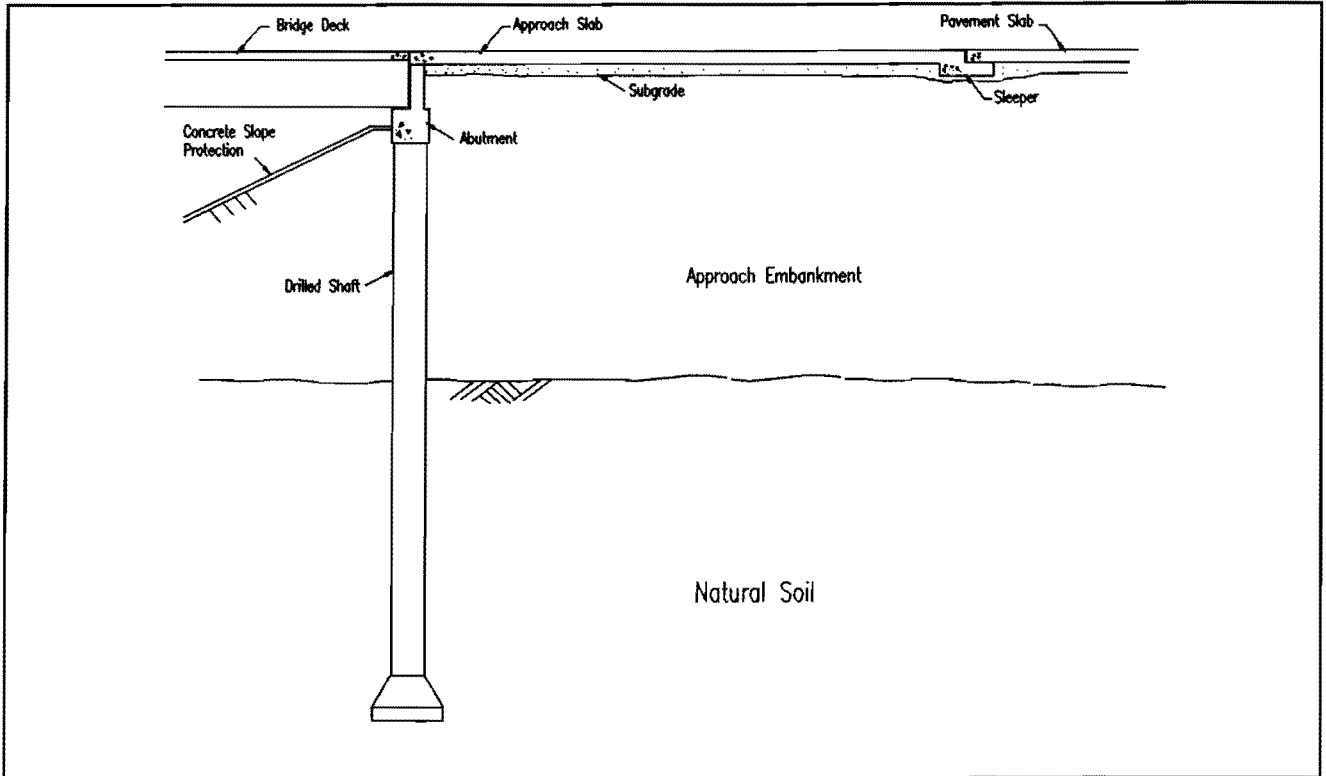 Bridge Deck
Approach Slab
Pavement Slab
Subgrade
Sleeper
Concrete Slope
Protection
Abutment
Drilled Shaft
Approach Embankment
Natural Soil